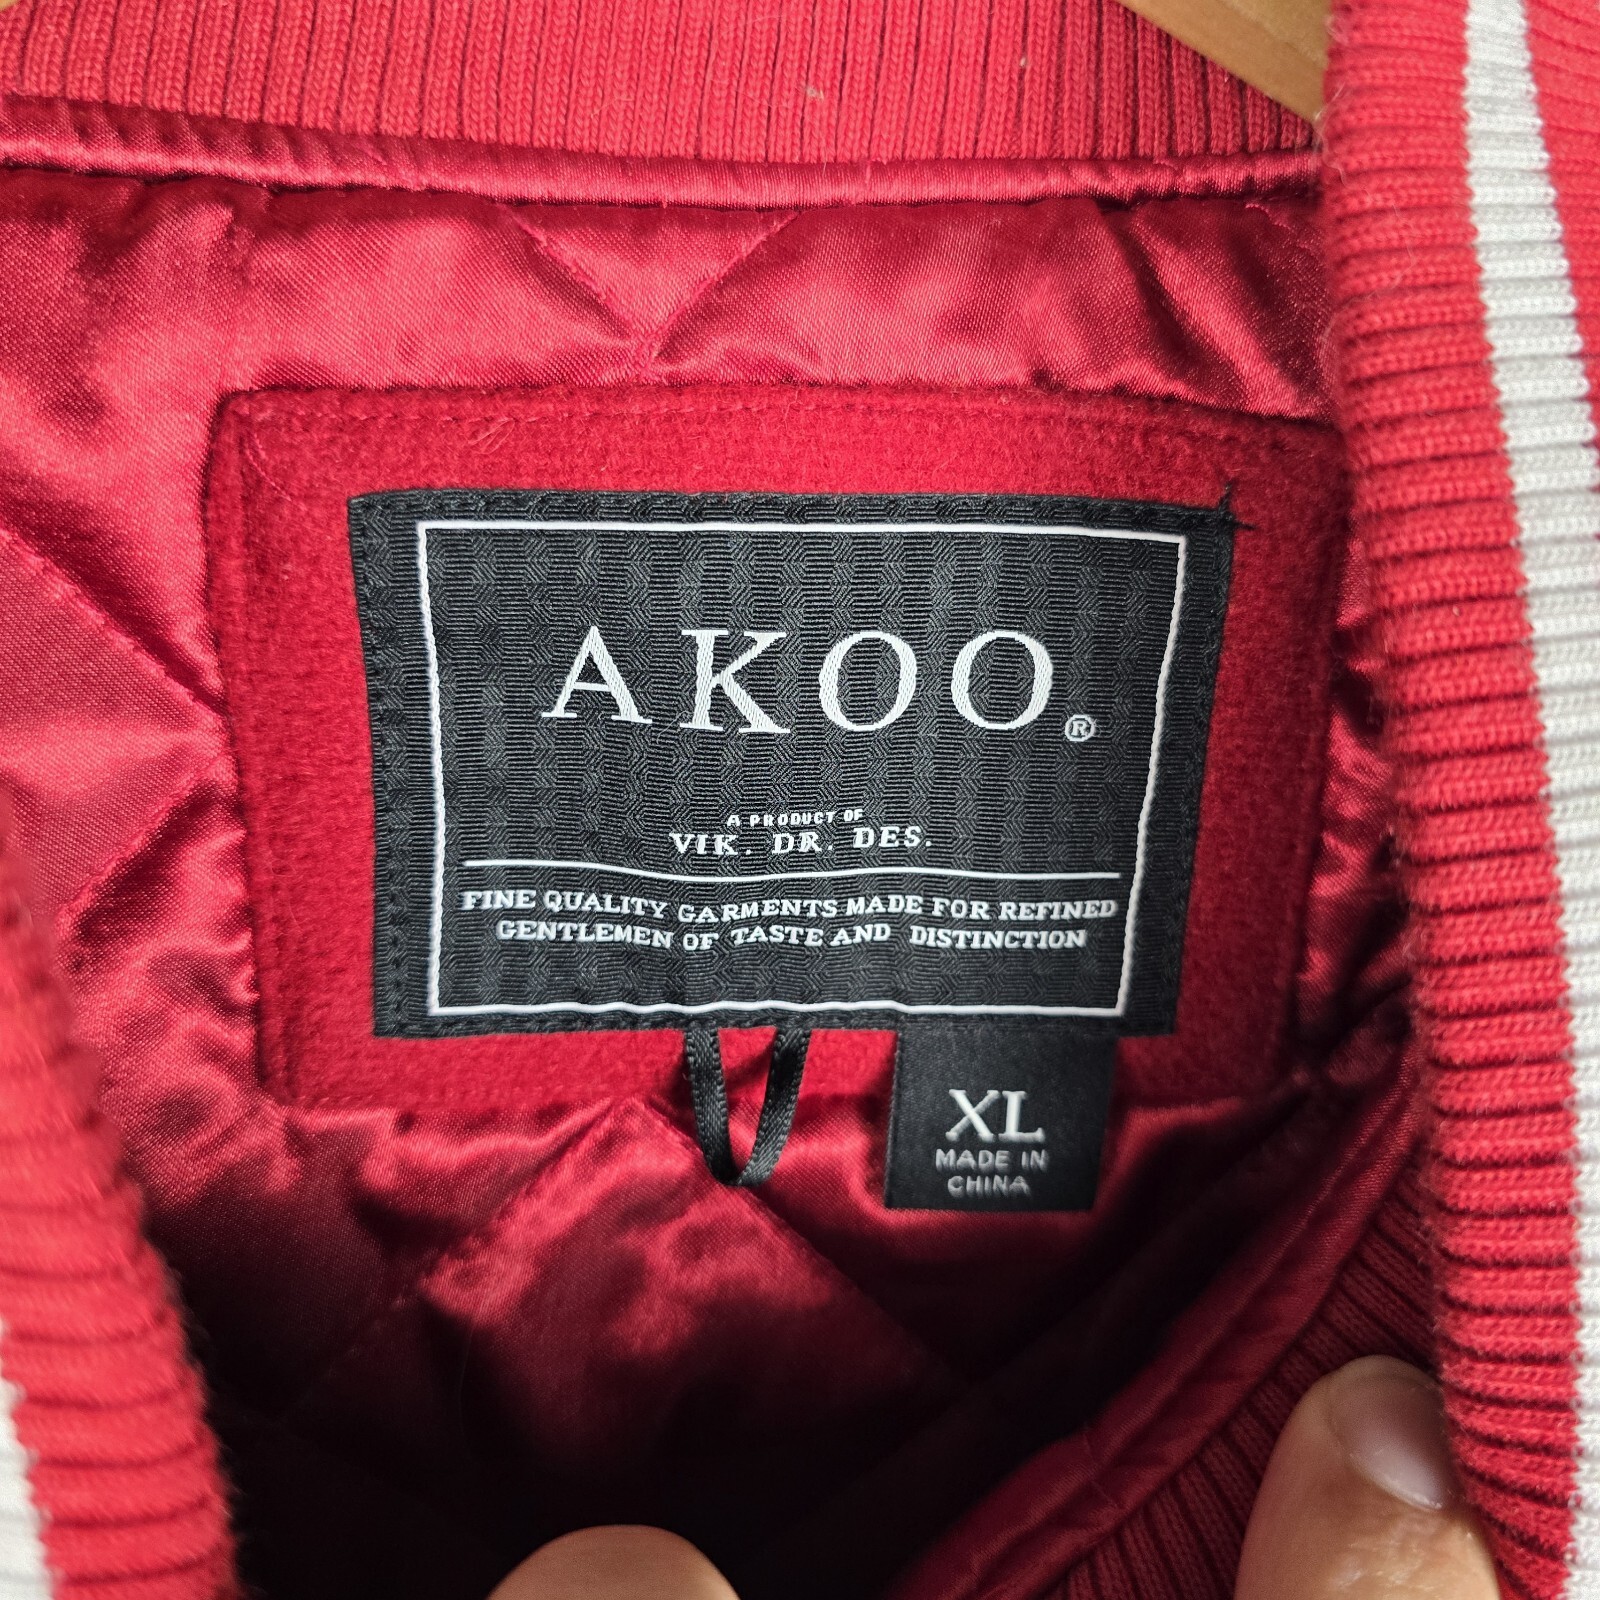 AKOO®
A PRODUCT OF
VIK. DR. DES.
FINE QUALITY GARMENTS MADE FOR REFINED
GENTLEMEN OF TASTE AND DISTINCTION
XL
MADE IN
CHINA